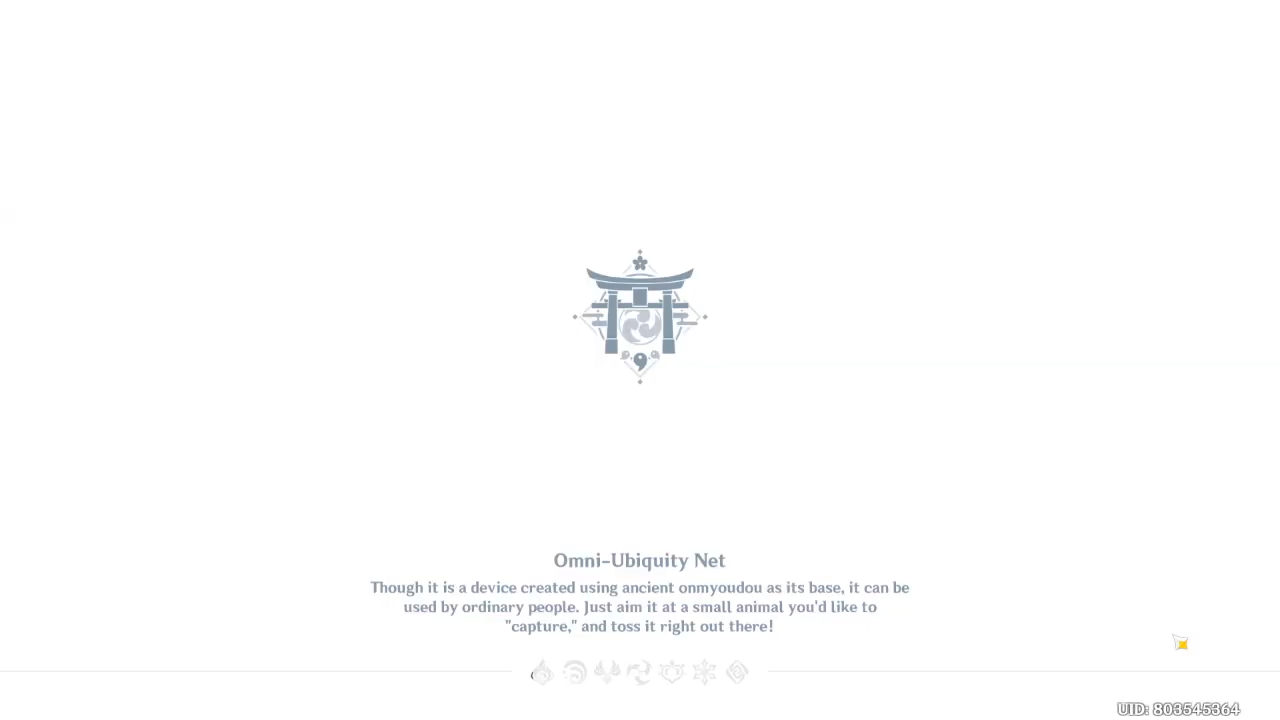 Omni-Ubiquity Net
Though it is a device created using ancient onmyoudou as its base, it can be
used by ordinary people. Just aim it at a small animal you'd like to
"capture," and toss it right out there!
UID: 803545364